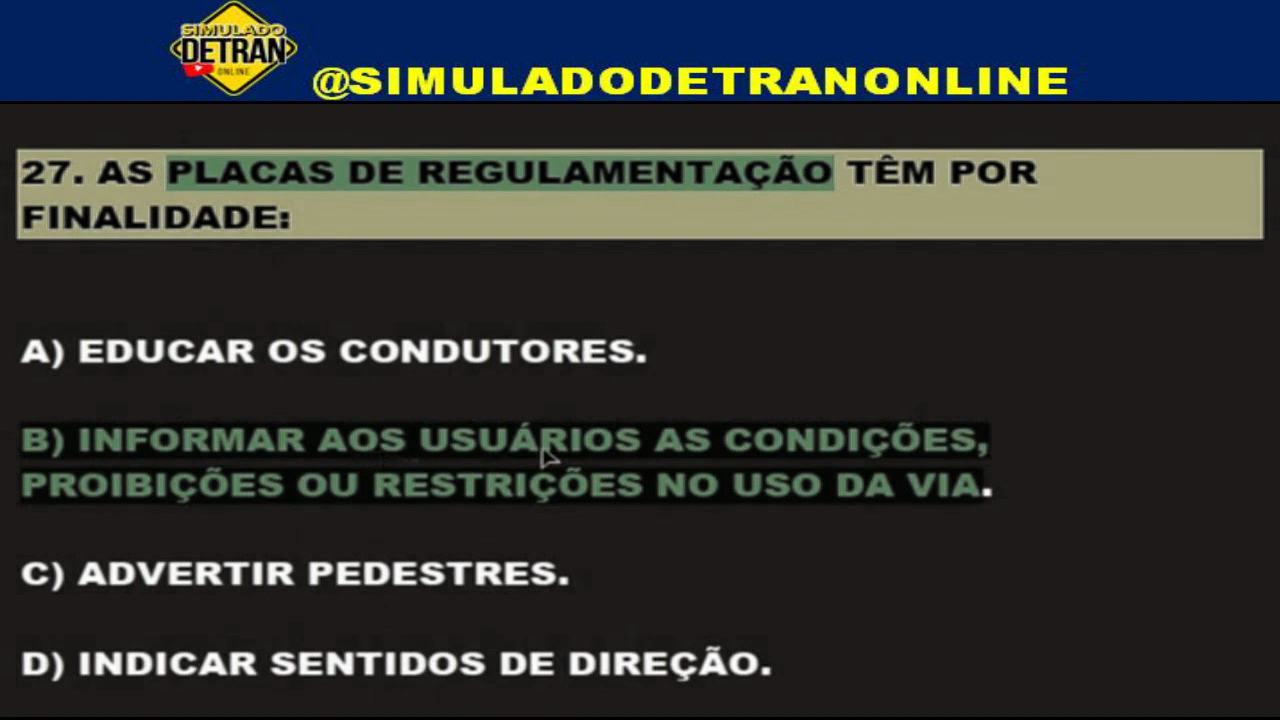 SIMULADO
DETRAN
ONLINE
@SIMULADODETRANONLINE
27. AS PLACAS DE REGULAMENTAÇÃO TÊM POR
FINALIDADE:
A) EDUCAR OS CONDUTORES.
B) INFORMAR AOS USUÁRIOS AS CONDIÇÕES,
PROIBIÇÕES OU RESTRIÇÕES NO USO DA VIA.
C) ADVERTIR PEDESTRES.
D) INDICAR SENTIDOS DE DIREÇÃO.